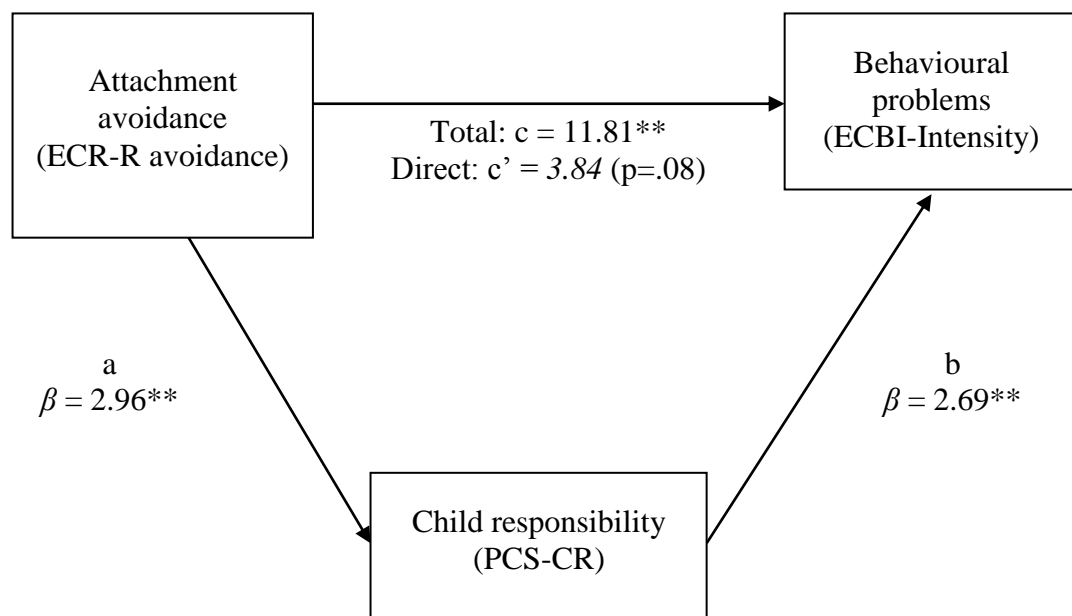 Attachment
avoidance
(ECR-R avoidance)
Behavioural
problems
(ECBI-Intensity)
Total: c = 11.81**
Direct: c’ = 3.84 (p=.08)
a
β = 2.96**
b
β = 2.69**
Child responsibility
(PCS-CR)